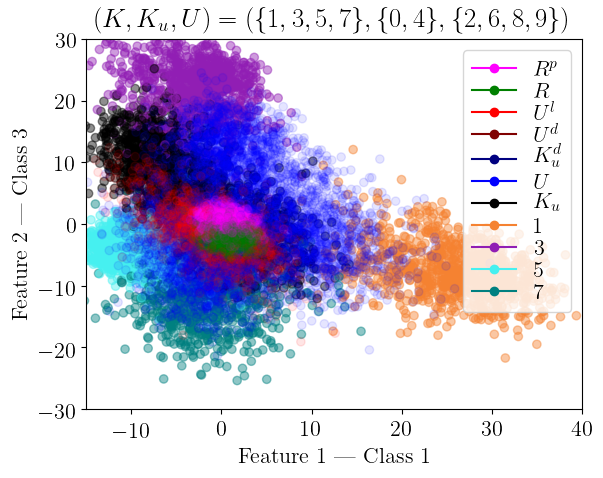 (K, K_u, U) = ({1, 3, 5, 7}, {0, 4}, {2, 6, 8, 9})
30
20
10
0
−10
−20
−30
−10
0
10
20
30
40
Feature 2 — Class 3
Feature 1 — Class 1
R^p
R
U^l
U^d
K_u^d
U
K_u
1
3
5
7